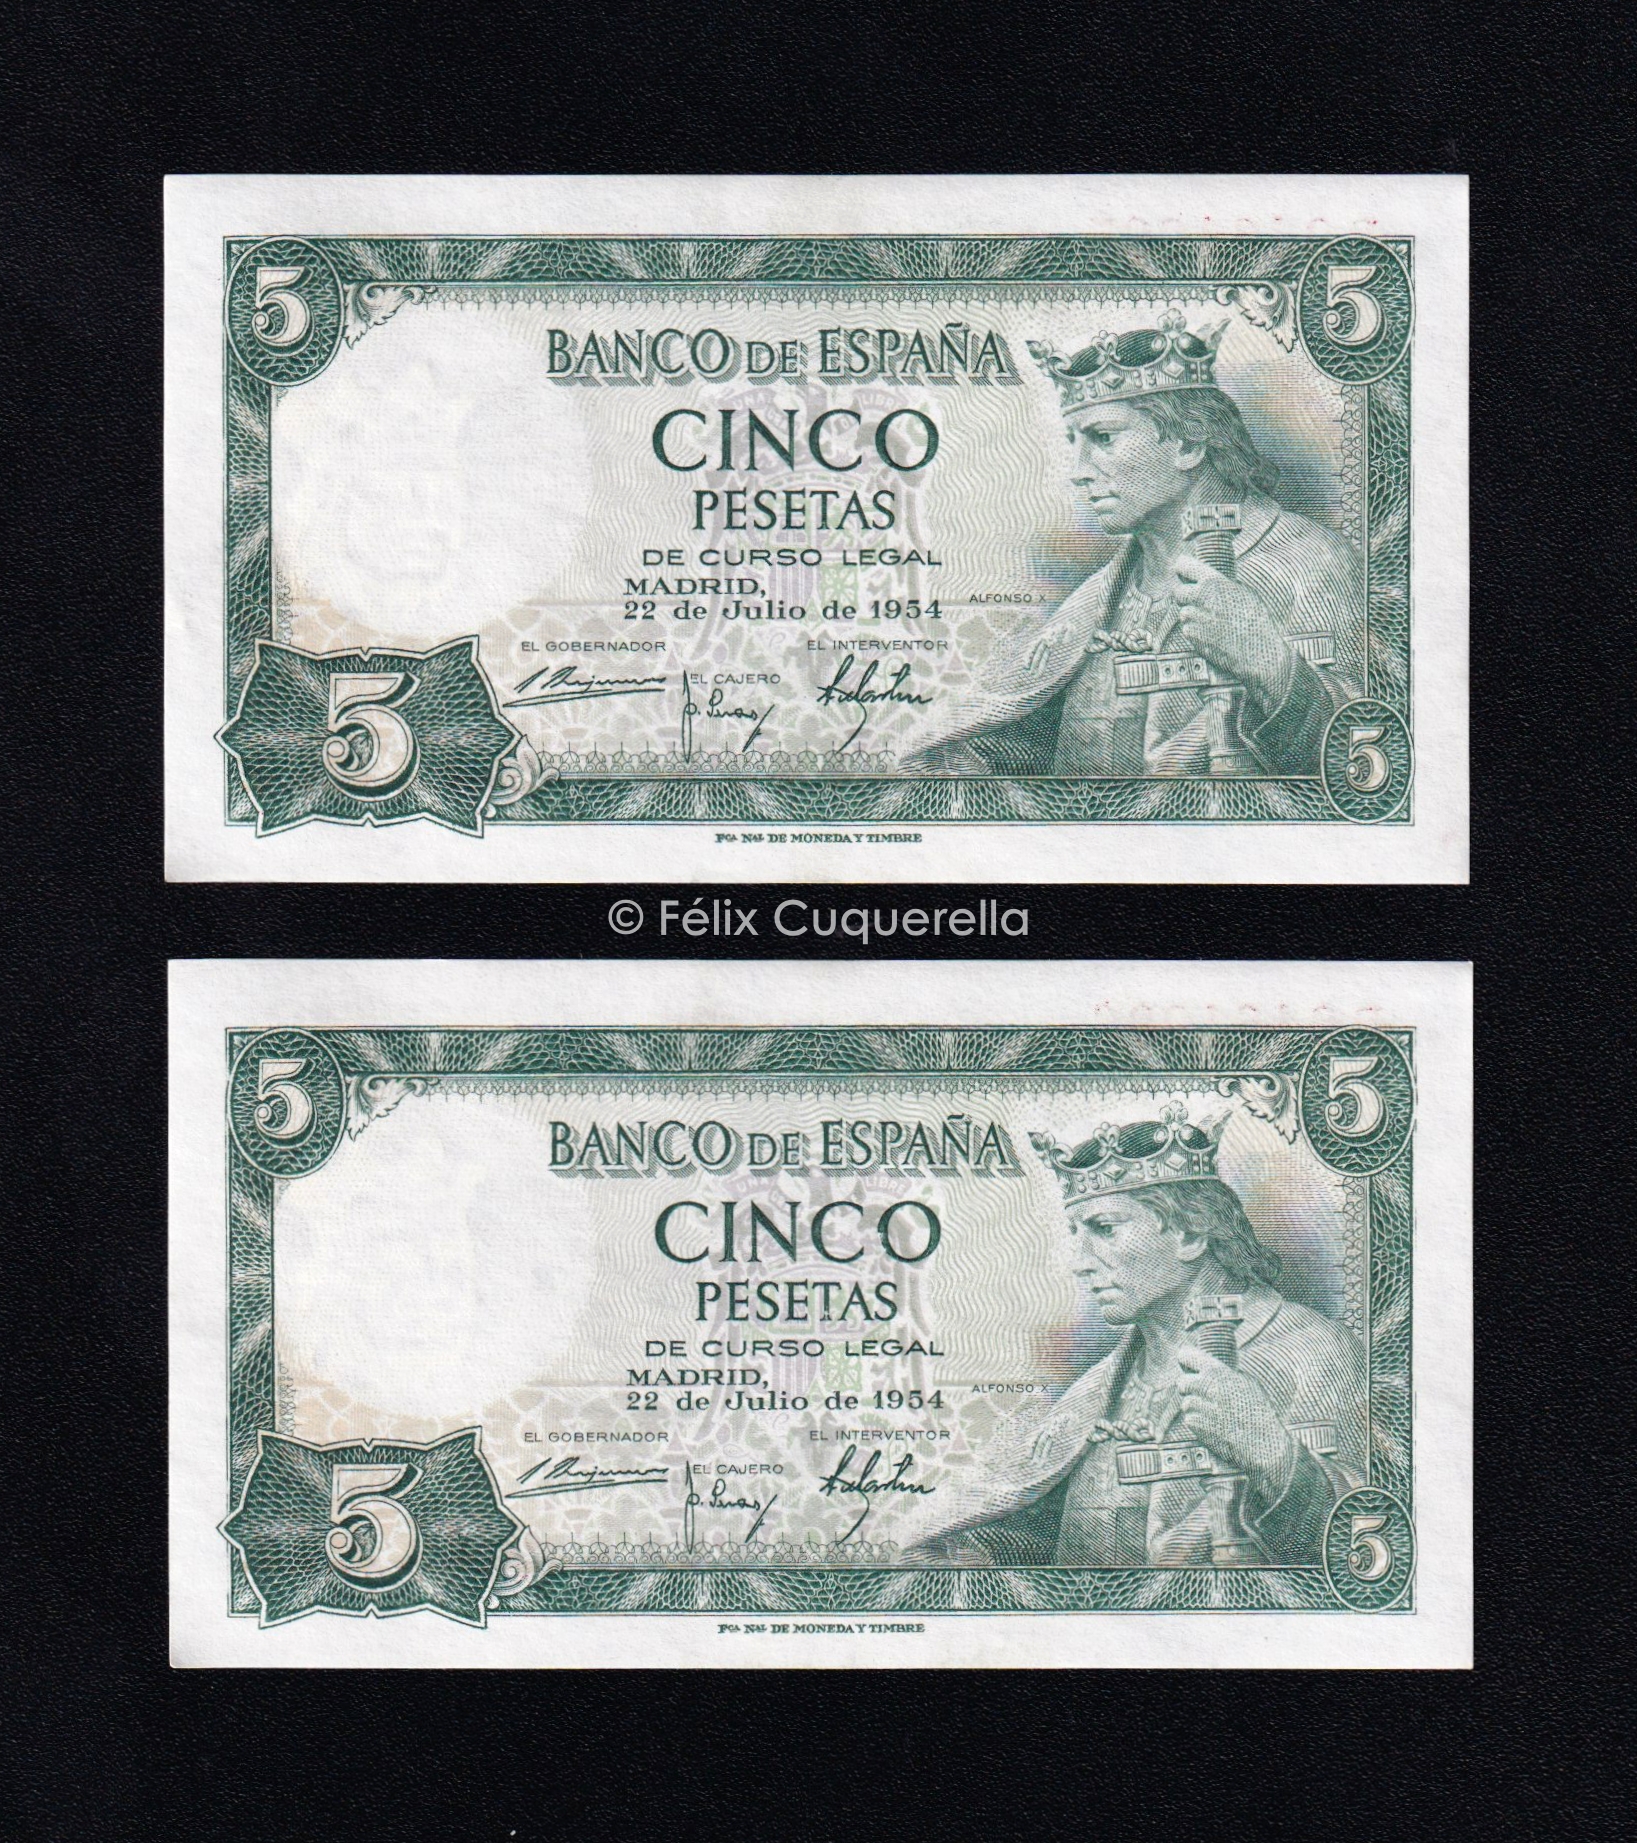 5
5
BANCO DE ESPAÑA
CINCO
PESETAS
DE CURSO LEGAL
MADRID,
22 de Julio de 1954
ALFONSO X
EL GOBERNADOR
EL INTERVENTOR
EL CAJERO
5
5
Fca Nal DE MONEDA Y TIMBRE
© Félix Cuquerella
5
5
BANCO DE ESPAÑA
CINCO
PESETAS
DE CURSO LEGAL
MADRID,
22 de Julio de 1954
ALFONSO X
EL GOBERNADOR
EL INTERVENTOR
EL CAJERO
5
5
Fca Nal DE MONEDA Y TIMBRE